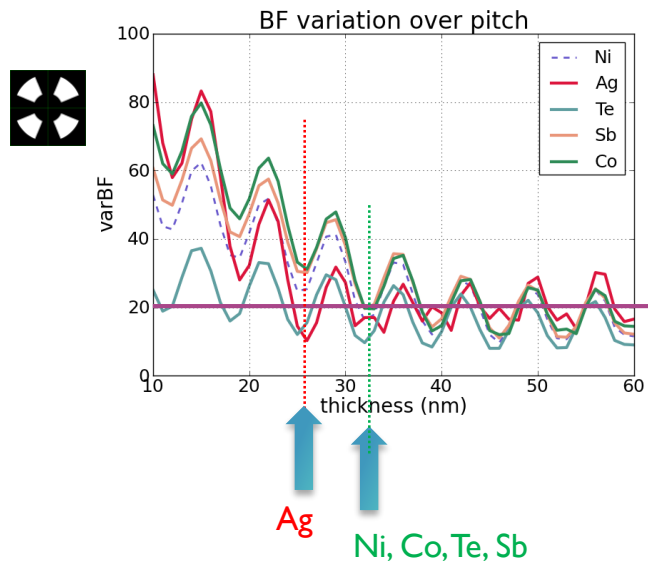 BF variation over pitch
100
80
60
40
20
0
varBF
Ni
Ag
Te
Sb
Co
10 20 30 40 50 60
thickness (nm)
Ag
Ni, Co, Te, Sb